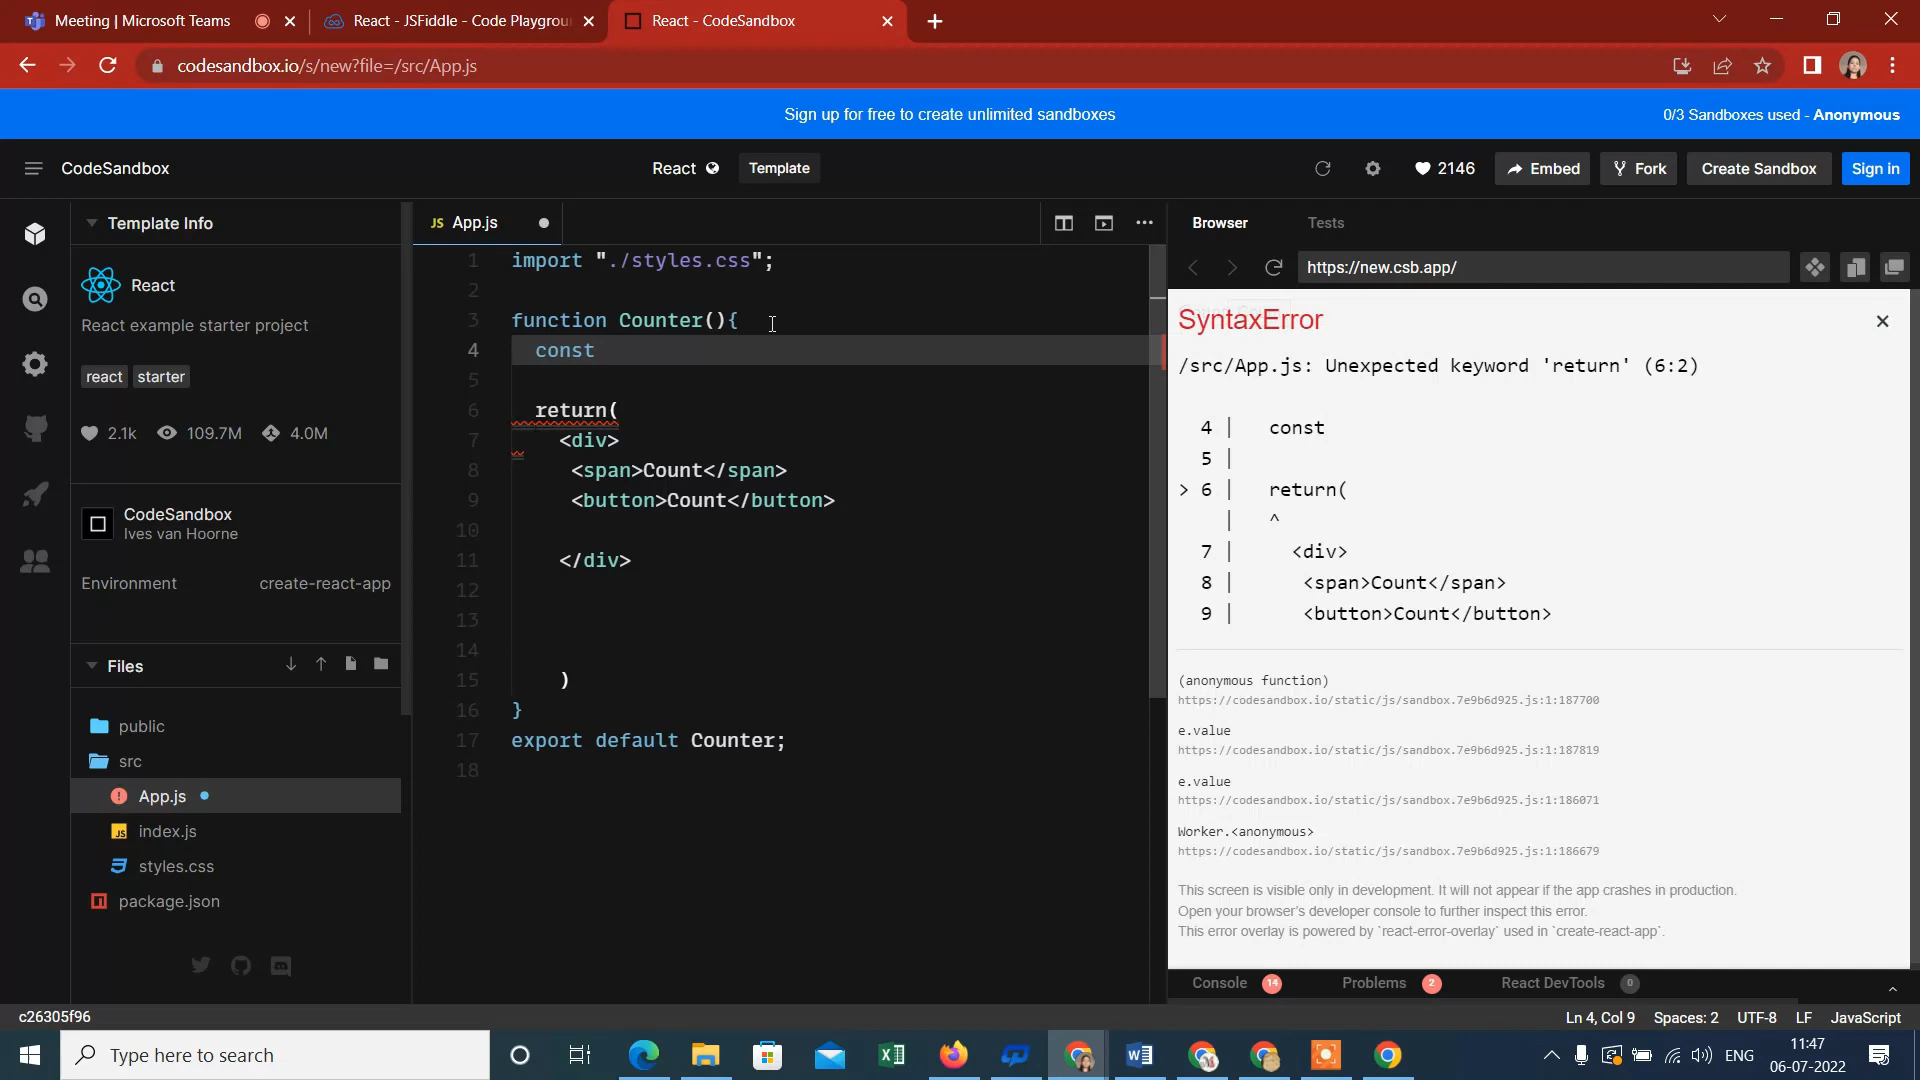 Meeting | Microsoft Teams
React - JSFiddle - Code Playgrou
React - CodeSandbox
codesandbox.io/s/new?file=/src/App.js
Sign up for free to create unlimited sandboxes
0/3 Sandboxes used - Anonymous
CodeSandbox
React
Template
2146
Embed
Fork
Create Sandbox
Sign in
Template Info
React
React example starter project
react
starter
2.1k
109.7M
4.0M
CodeSandbox
Ives van Hoorne
Environment
create-react-app
Files
public
src
App.js
index.js
styles.css
package.json
JS App.js
1 import "./styles.css";
2
3 function Counter(){
4 const
5
6 return(
7 <div>
8 <span>Count</span>
9 <button>Count</button>
10
11 </div>
12
13
14
15 )
16 }
17 export default Counter;
18
Browser
Tests
https://new.csb.app/
SyntaxError
/src/App.js: Unexpected keyword 'return' (6:2)
4 | const
5 |
> 6 | return(
| ^
7 | <div>
8 | <span>Count</span>
9 | <button>Count</button>
(anonymous function)
https://codesandbox.io/static/js/sandbox.7e9b6d925.js:1:187700
e.value
https://codesandbox.io/static/js/sandbox.7e9b6d925.js:1:187819
e.value
https://codesandbox.io/static/js/sandbox.7e9b6d925.js:1:186071
Worker.<anonymous>
https://codesandbox.io/static/js/sandbox.7e9b6d925.js:1:186679
This screen is visible only in development. It will not appear if the app crashes in production.
Open your browser's developer console to further inspect this error.
This error overlay is powered by `react-error-overlay` used in `create-react-app`.
Console 14
Problems 2
React DevTools 0
c26305f96
Ln 4, Col 9
Spaces: 2
UTF-8
LF
JavaScript
Type here to search
ENG
11:47
06-07-2022